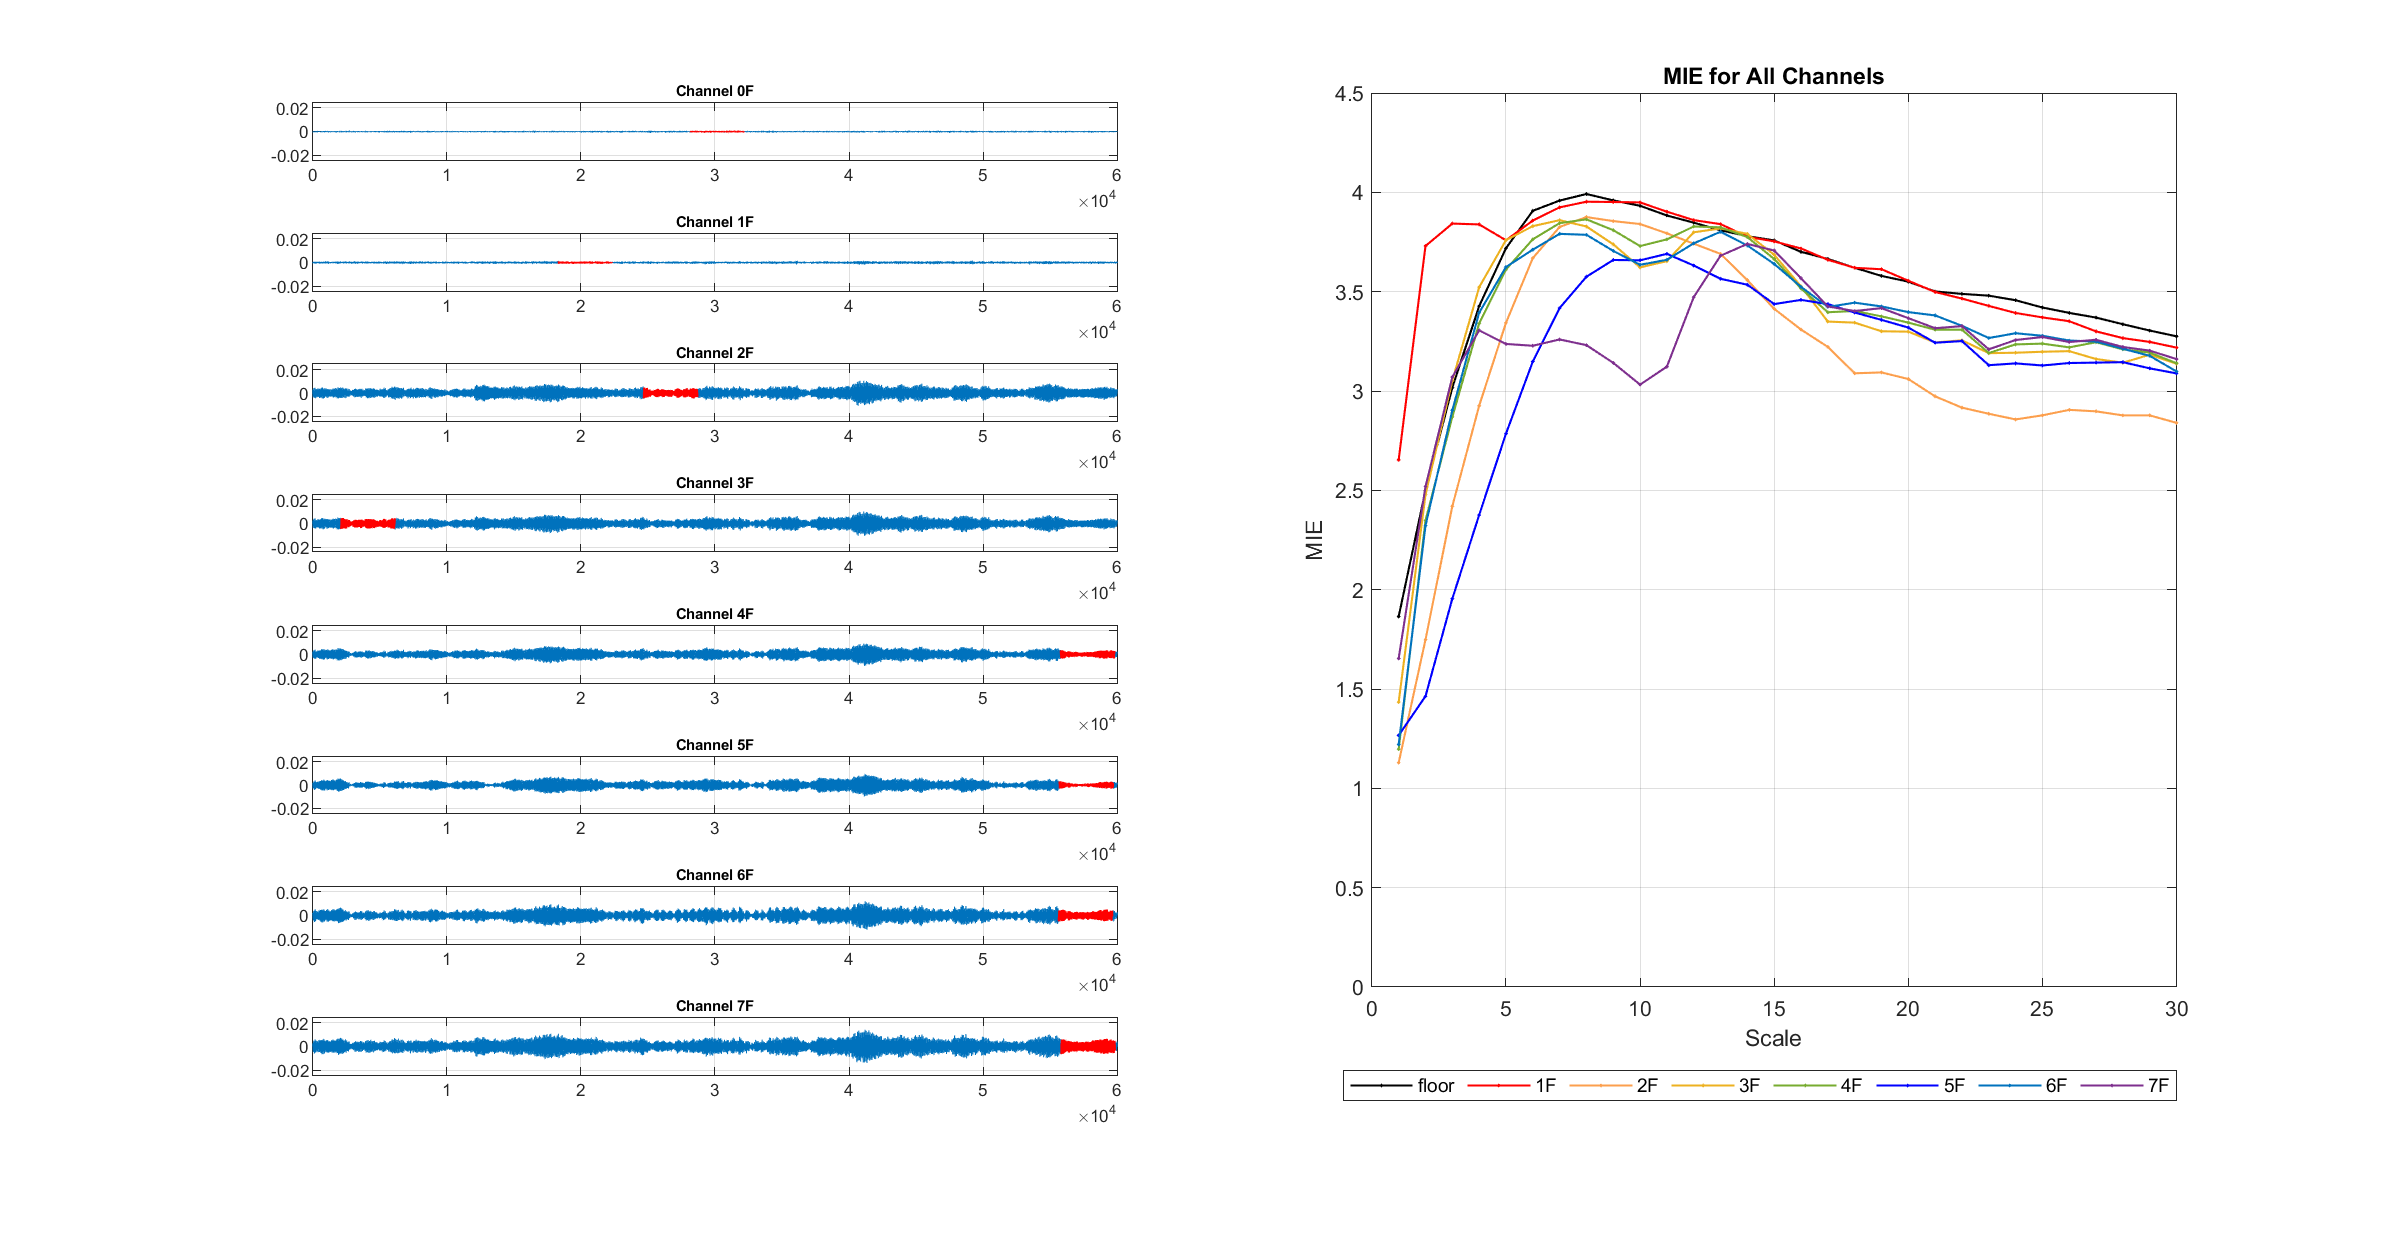 Channel 0F
0.02
0
-0.02
0 1 2 3 4 5 6
×10^4
Channel 1F
0.02
0
-0.02
0 1 2 3 4 5 6
×10^4
Channel 2F
0.02
0
-0.02
0 1 2 3 4 5 6
×10^4
Channel 3F
0.02
0
-0.02
0 1 2 3 4 5 6
×10^4
Channel 4F
0.02
0
-0.02
0 1 2 3 4 5 6
×10^4
Channel 5F
0.02
0
-0.02
0 1 2 3 4 5 6
×10^4
Channel 6F
0.02
0
-0.02
0 1 2 3 4 5 6
×10^4
Channel 7F
0.02
0
-0.02
0 1 2 3 4 5 6
×10^4
MIE for All Channels
4.5
4
3.5
3
2.5
2
1.5
1
0.5
0
MIE
0 5 10 15 20 25 30
Scale
floor 1F 2F 3F 4F 5F 6F 7F